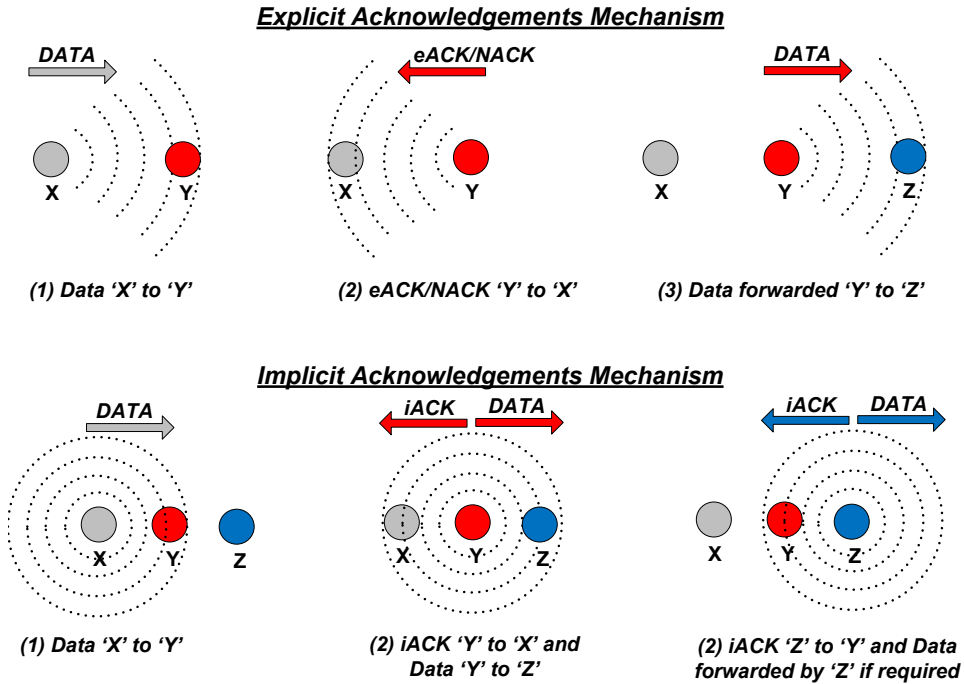 Explicit Acknowledgements Mechanism
DATA
eACK/NACK
DATA
X
Y
X
Y
X
Y
Z
(1) Data ‘X’ to ‘Y’
(2) eACK/NACK ‘Y’ to ‘X’
(3) Data forwarded ‘Y’ to ‘Z’
Implicit Acknowledgements Mechanism
DATA
iACK
DATA
iACK
DATA
X
Y
Z
X
Y
Z
X
Y
Z
(1) Data ‘X’ to ‘Y’
(2) iACK ‘Y’ to ‘X’ and
Data ‘Y’ to ‘Z’
(2) iACK ‘Z’ to ‘Y’ and Data
forwarded by ‘Z’ if required